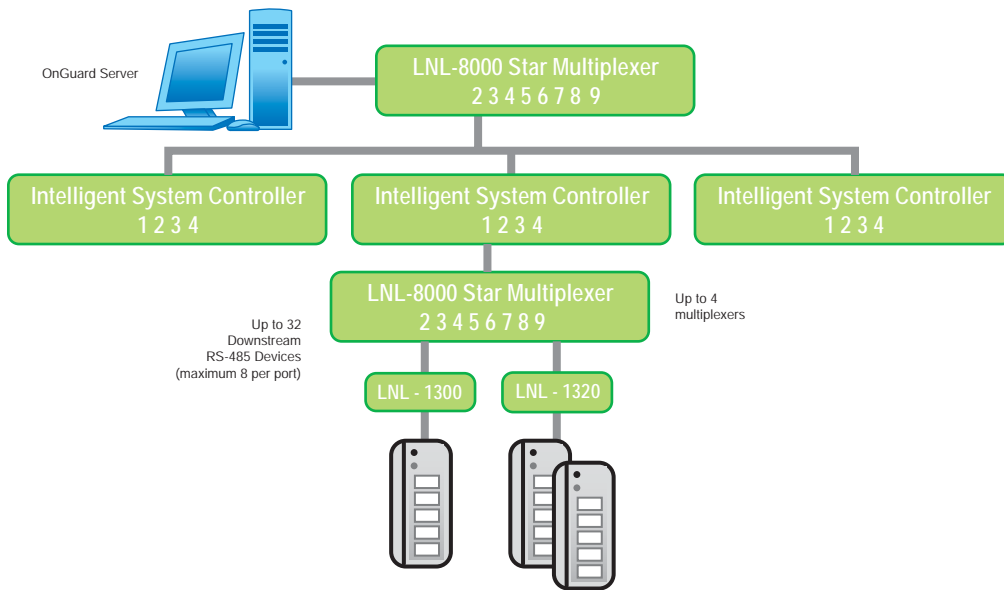 OnGuard Server
LNL-8000 Star Multiplexer
2 3 4 5 6 7 8 9
Intelligent System Controller
1 2 3 4
Intelligent System Controller
1 2 3 4
Intelligent System Controller
1 2 3 4
LNL-8000 Star Multiplexer
2 3 4 5 6 7 8 9
Up to 4
multiplexers
Up to 32
Downstream
RS-485 Devices
(maximum 8 per port)
LNL - 1300
LNL - 1320